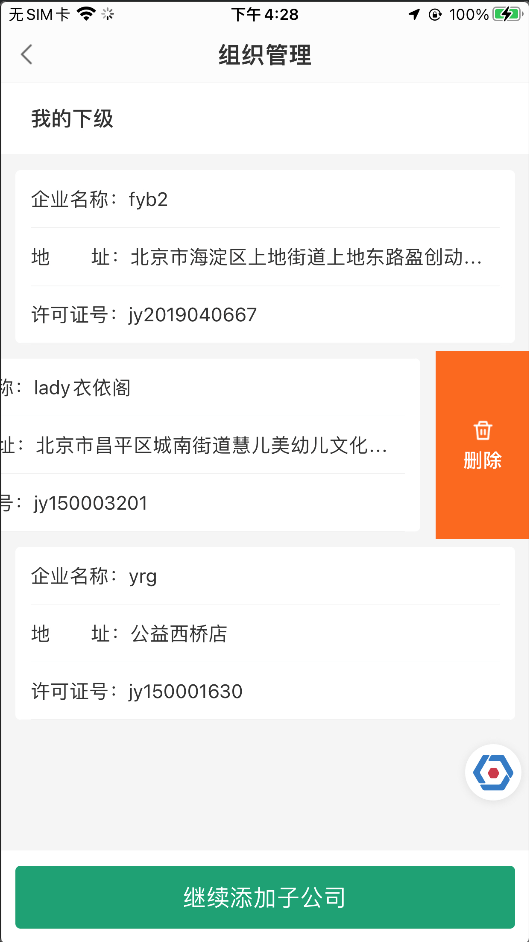 无SIM卡 下午4:28 100%
组织管理
我的下级
企业名称：fyb2
地 址：北京市海淀区上地街道上地东路盈创动...
许可证号：jy2019040667
称：lady衣依阁
址：北京市昌平区城南街道慧儿美幼儿文化...
号：jy150003201
删除
企业名称：yrg
地 址：公益西桥店
许可证号：jy150001630
继续添加子公司